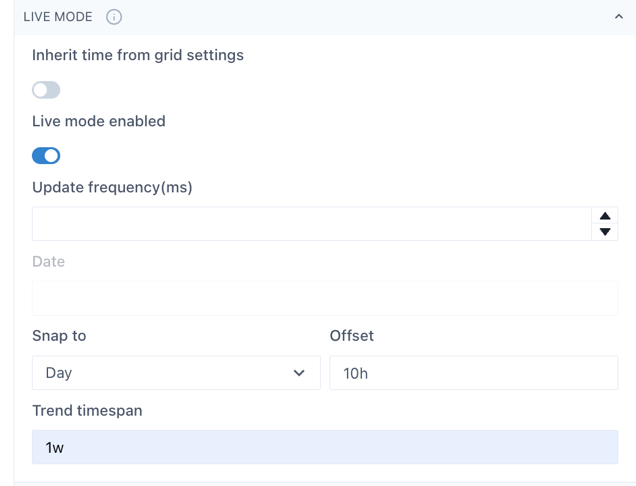 LIVE MODE
Inherit time from grid settings
Live mode enabled
Update frequency(ms)
Date
Snap to
Offset
Day
10h
Trend timespan
1w